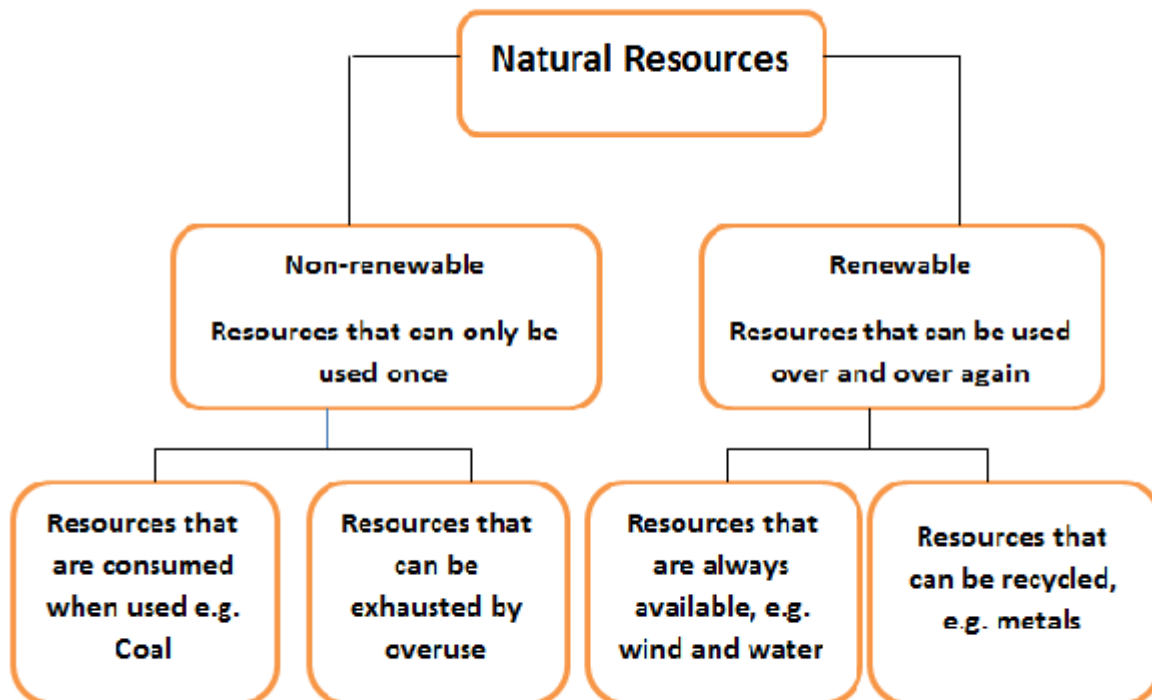 Natural Resources
Non-renewable
Resources that can only be
used once
Renewable
Resources that can be used
over and over again
Resources that
are consumed
when used e.g.
Coal
Resources that
can be
exhausted by
overuse
Resources that
are always
available, e.g.
wind and water
Resources that
can be recycled,
e.g. metals